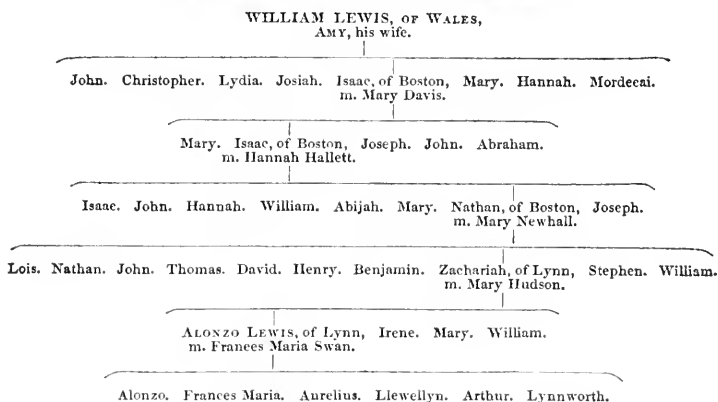 WILLIAM LEWIS, OF WALES,
AMY, his wife.
John. Christopher. Lydia. Josiah. Isaac, of Boston, Mary. Hannah. Mordecai.
m. Mary Davis.
Mary. Isaac, of Boston, Joseph. John. Abraham.
m. Hannah Hallett.
Isaac. John. Hannah. William. Abijah. Mary. Nathan, of Boston, Joseph.
m. Mary Newhall.
Lois. Nathan. John. Thomas. David. Henry. Benjamin. Zachariah, of Lynn, Stephen. William.
m. Mary Hudson.
ALONZO LEWIS, of Lynn, Irene. Mary. William.
m. Frances Maria Swan.
Alonzo. Frances Maria. Aurelius. Llewellyn. Arthur. Lynnworth.